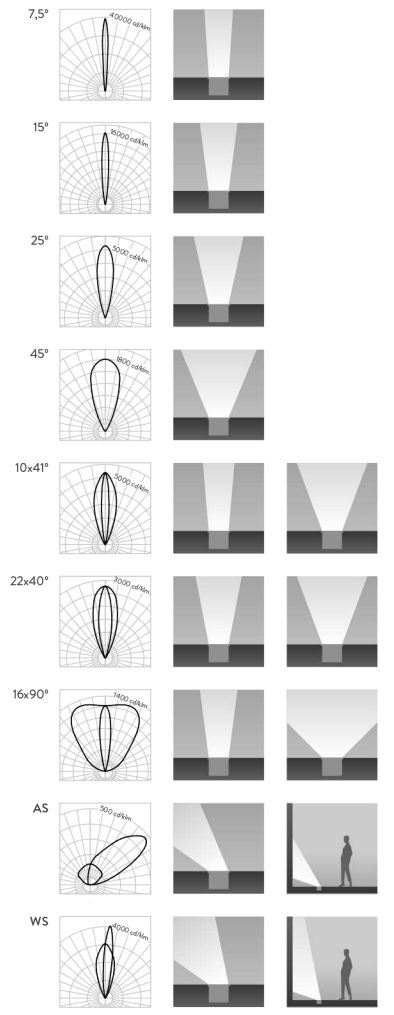 7,5°
40000 cd/klm
15°
16000 cd/klm
25°
5000 cd/klm
45°
1800 cd/klm
10x41°
5000 cd/klm
22x40°
3000 cd/klm
16x90°
1400 cd/klm
AS
500 cd/klm
WS
4000 cd/klm